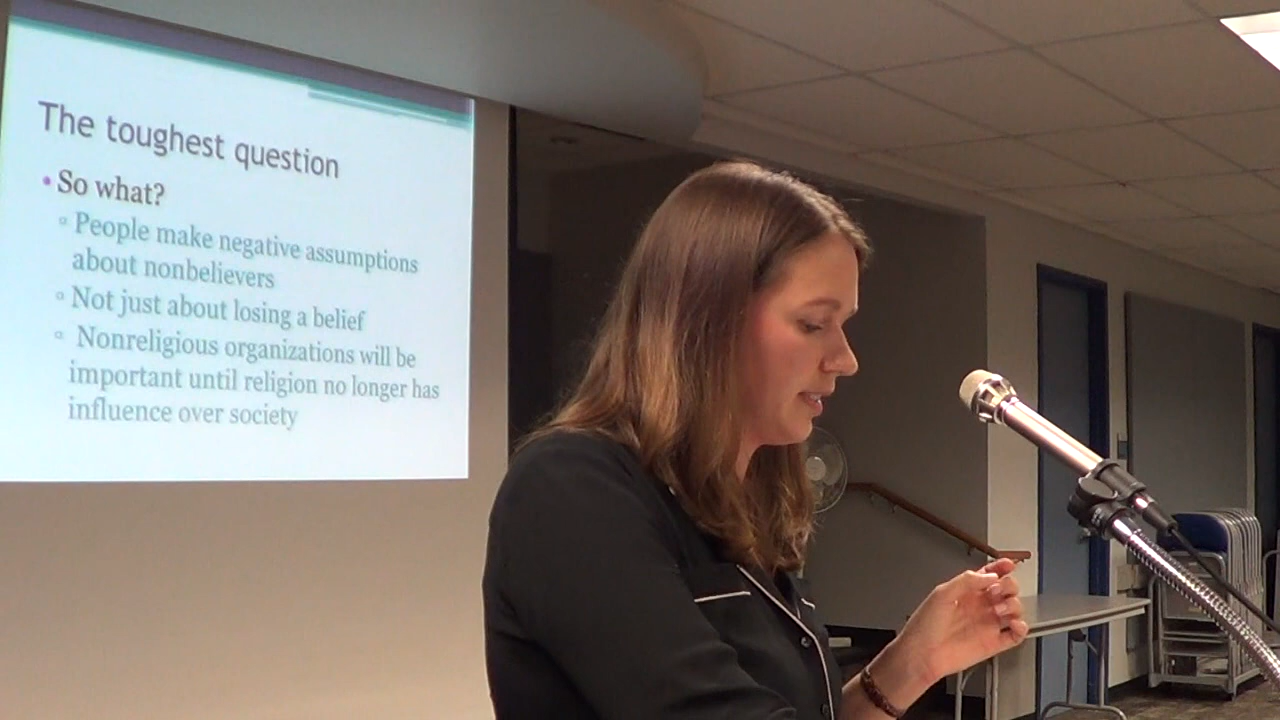 The toughest question
• So what?
▫ People make negative assumptions
about nonbelievers
▫ Not just about losing a belief
▫ Nonreligious organizations will be
important until religion no longer has
influence over society